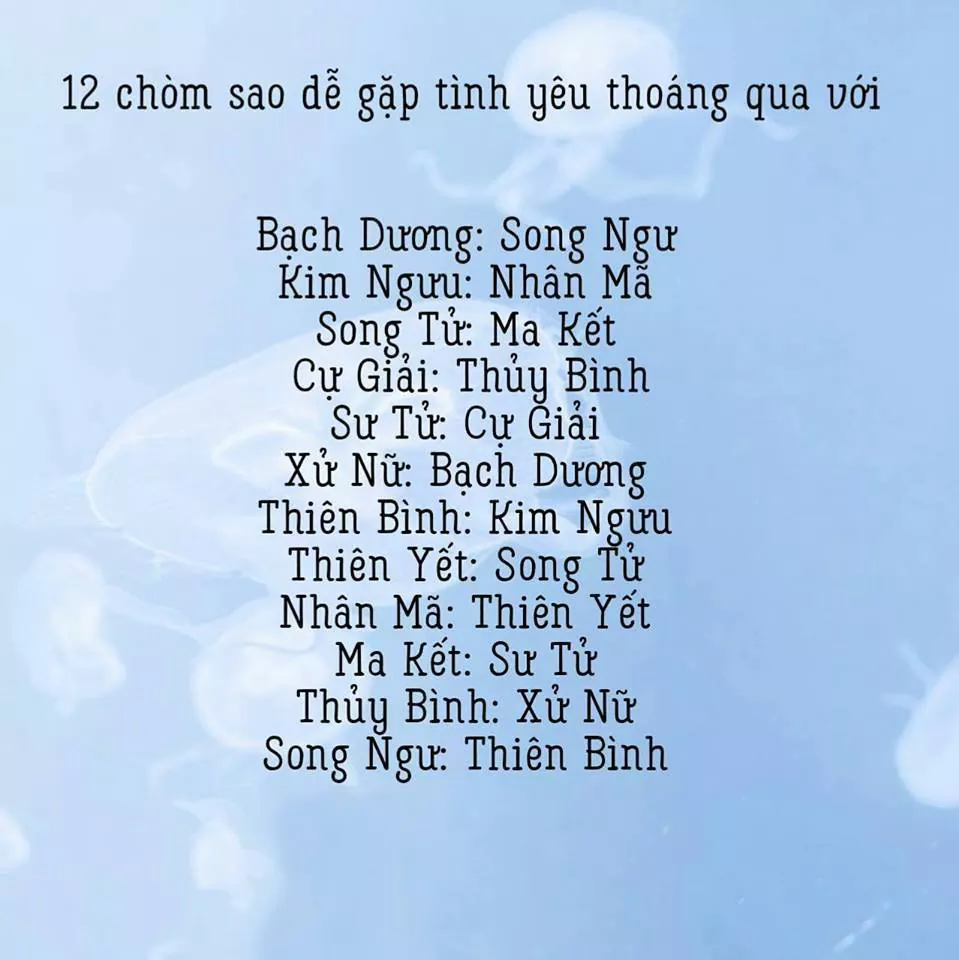 12 chòm sao dễ gặp tình yêu thoáng qua với
Bạch Dương: Song Ngư
Kim Ngưu: Nhân Mã
Song Tử: Ma Kết
Cự Giải: Thủy Bình
Sư Tử: Cự Giải
Xử Nữ: Bạch Dương
Thiên Bình: Kim Ngưu
Thiên Yết: Song Tử
Nhân Mã: Thiên Yết
Ma Kết: Sư Tử
Thủy Bình: Xử Nữ
Song Ngư: Thiên Bình